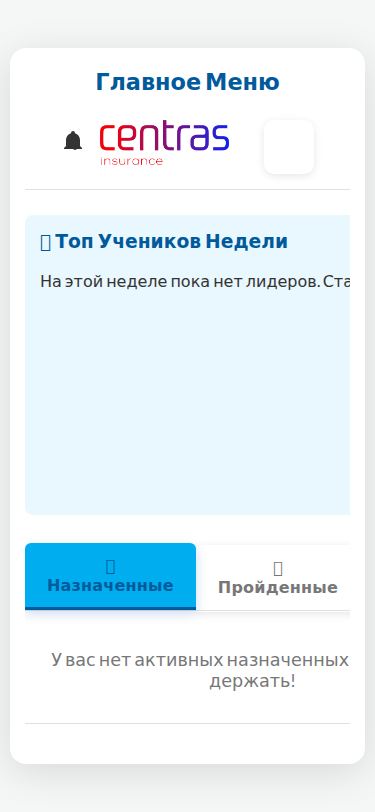 Главное Меню
centras
insurance
Топ Учеников Недели
На этой неделе пока нет лидеров.
Назначенные
Пройденные
У вас нет активных назначенных
держать!